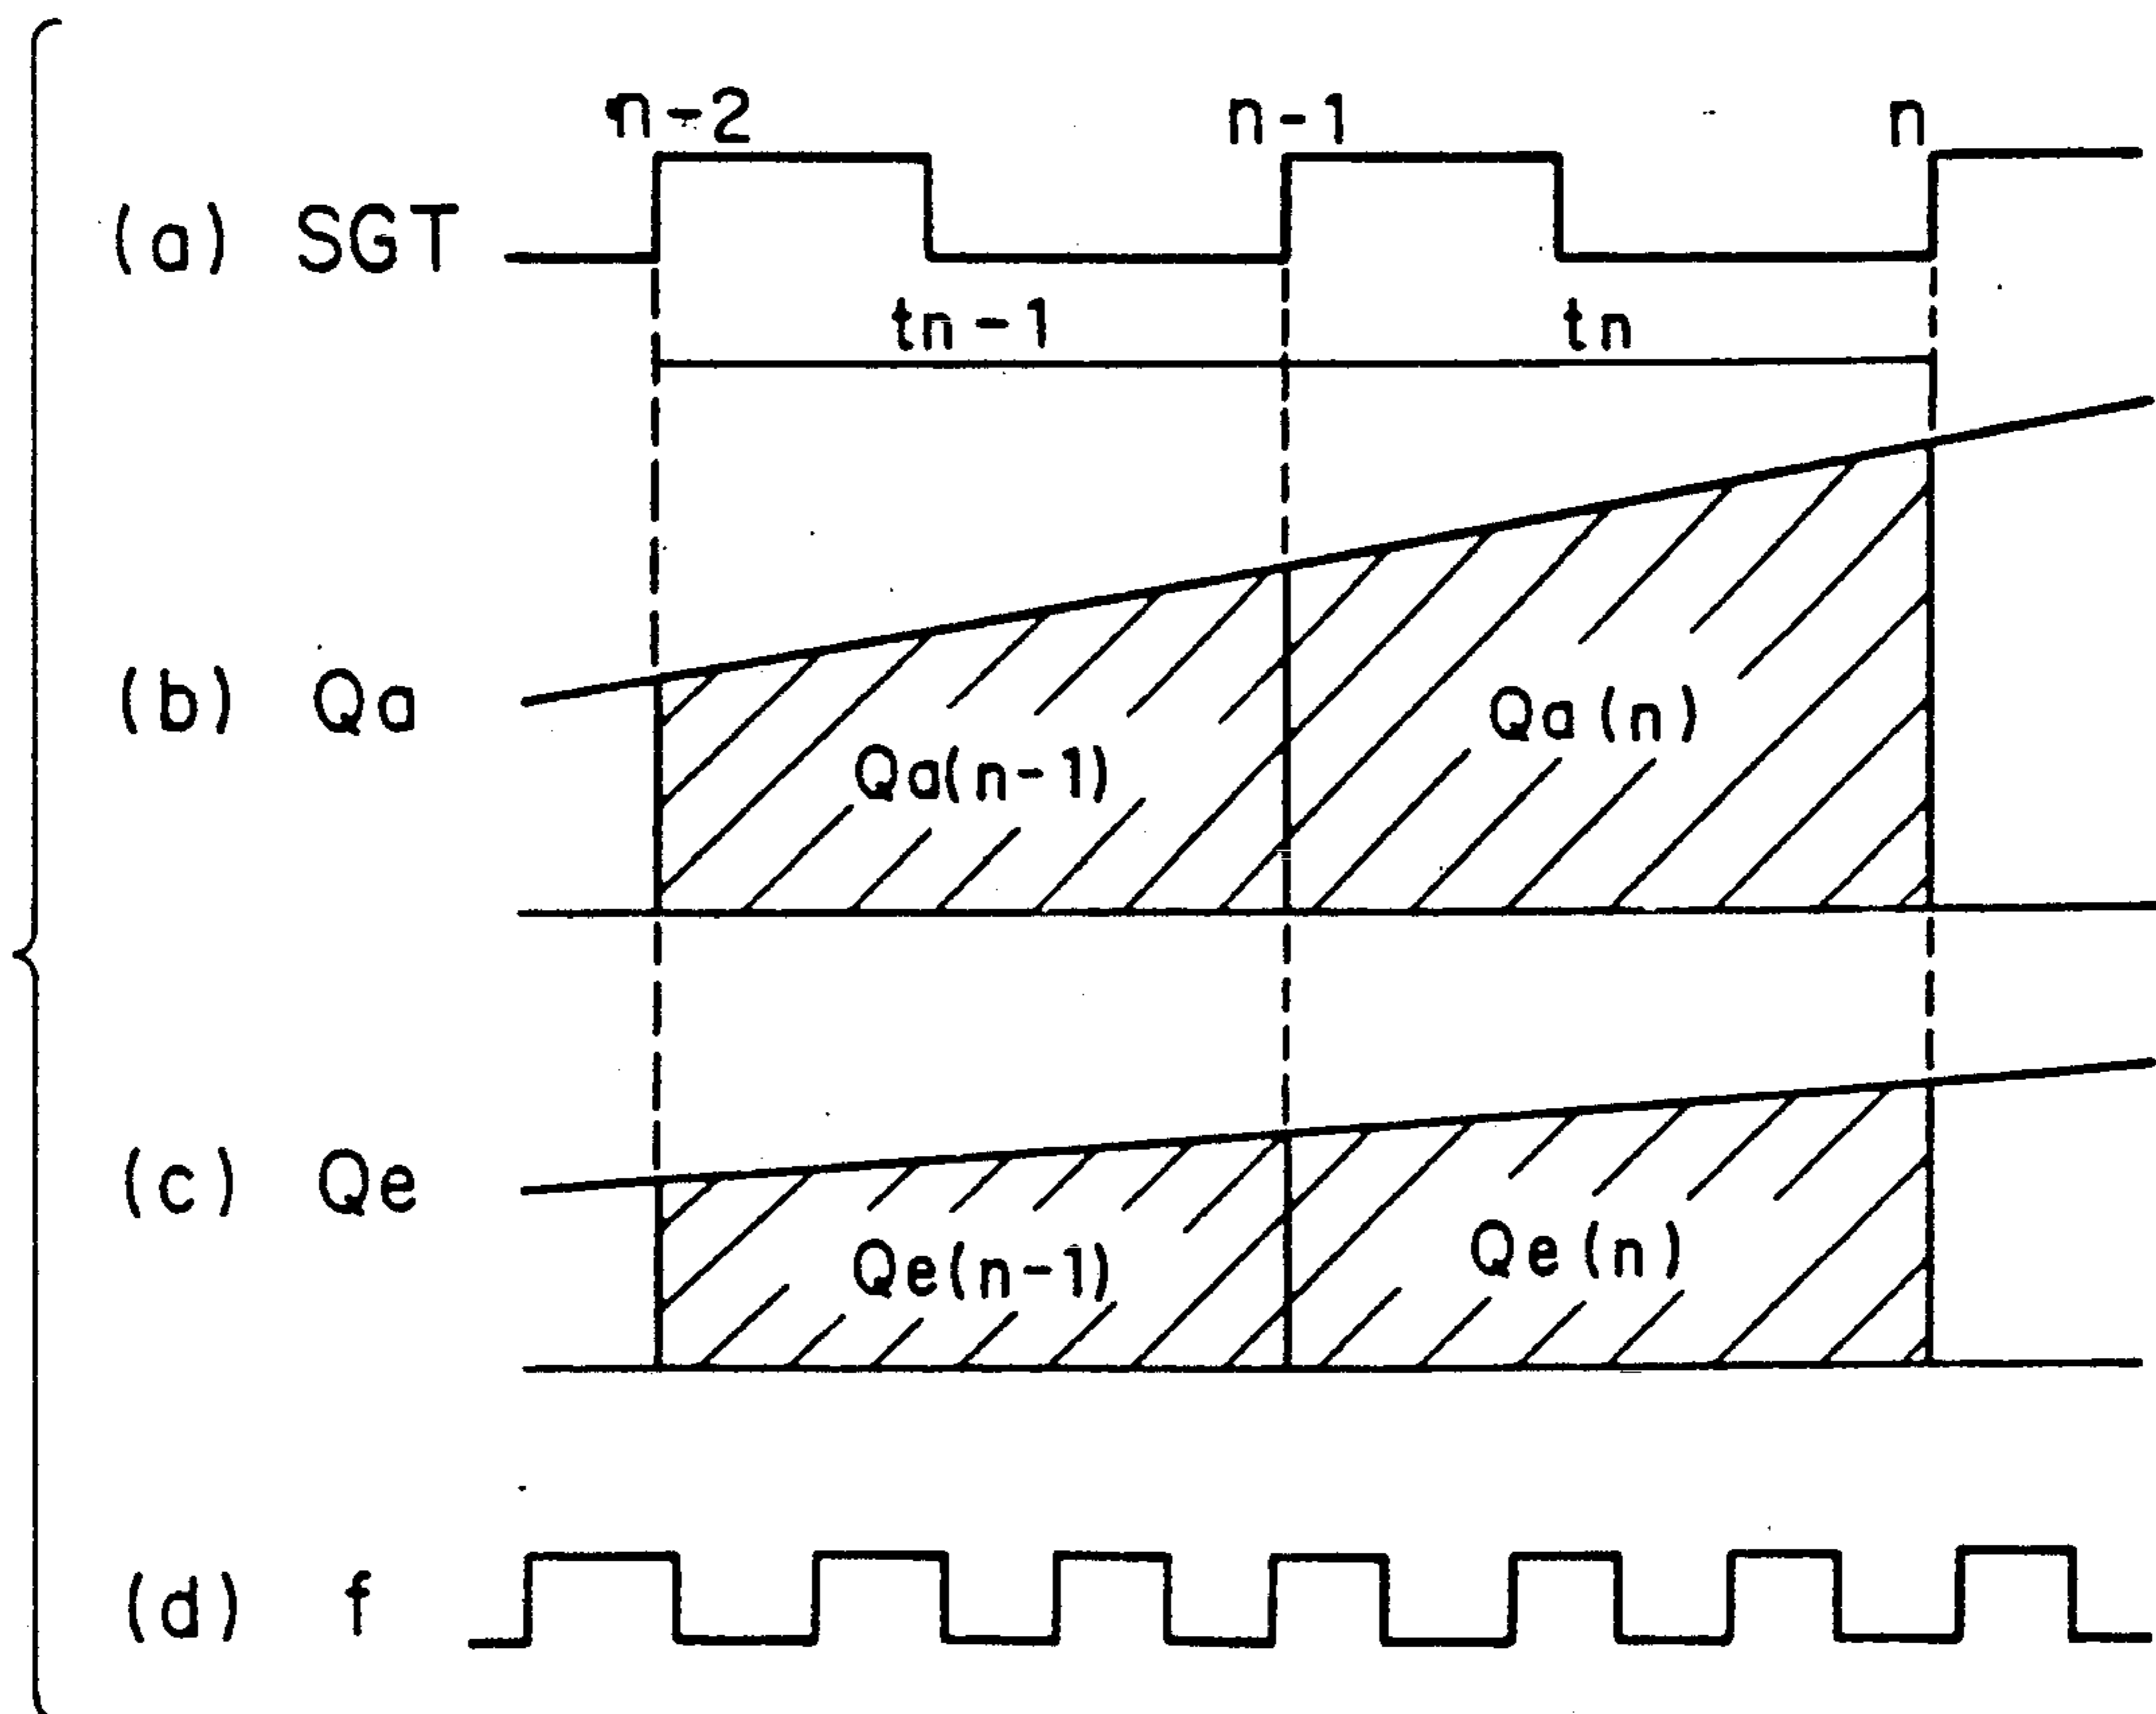 n-2 n-1 n
(a) SGT
tn-1 tn
(b) Qa
Qa(n-1) Qa(n)
(c) Qe
Qe(n-1) Qe(n)
(d) f